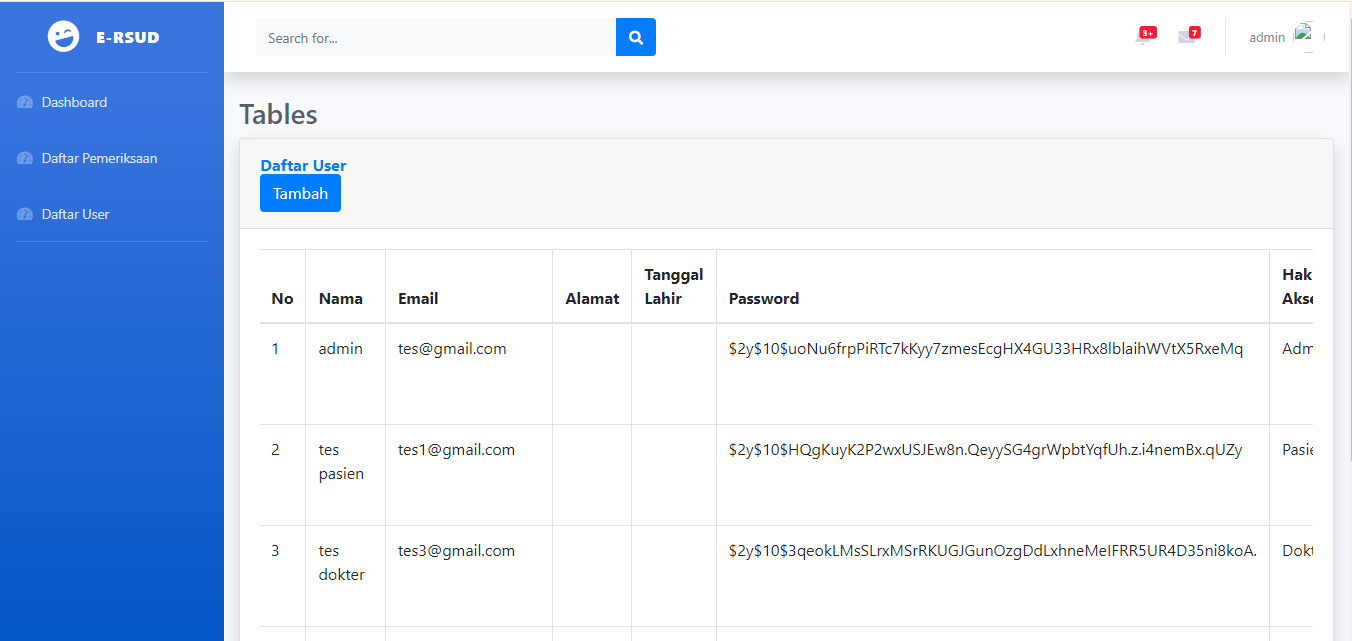 E-RSUD
Search for...
3+
7
admin
Dashboard
Daftar Pemeriksaan
Daftar User
Tables
Daftar User
Tambah
No Nama Email Alamat Tanggal Lahir Password Hak Akse
1 admin tes@gmail.com $2y$10$uoNu6frpPiRTc7kKyy7zmesEcgHX4GU33HRx8lblaihWVtX5RxeMq Adm
2 tes pasien tes1@gmail.com $2y$10$HQgKuyK2P2wxUSJEw8n.QeyySG4grWpbtYqfUh.z.i4nemBx.qUZy Pasie
3 tes dokter tes3@gmail.com $2y$10$3qeokLMsSLrxMSrRKUGJGunOzgDdLxhneMeIFRR5UR4D35ni8koA. Dokt